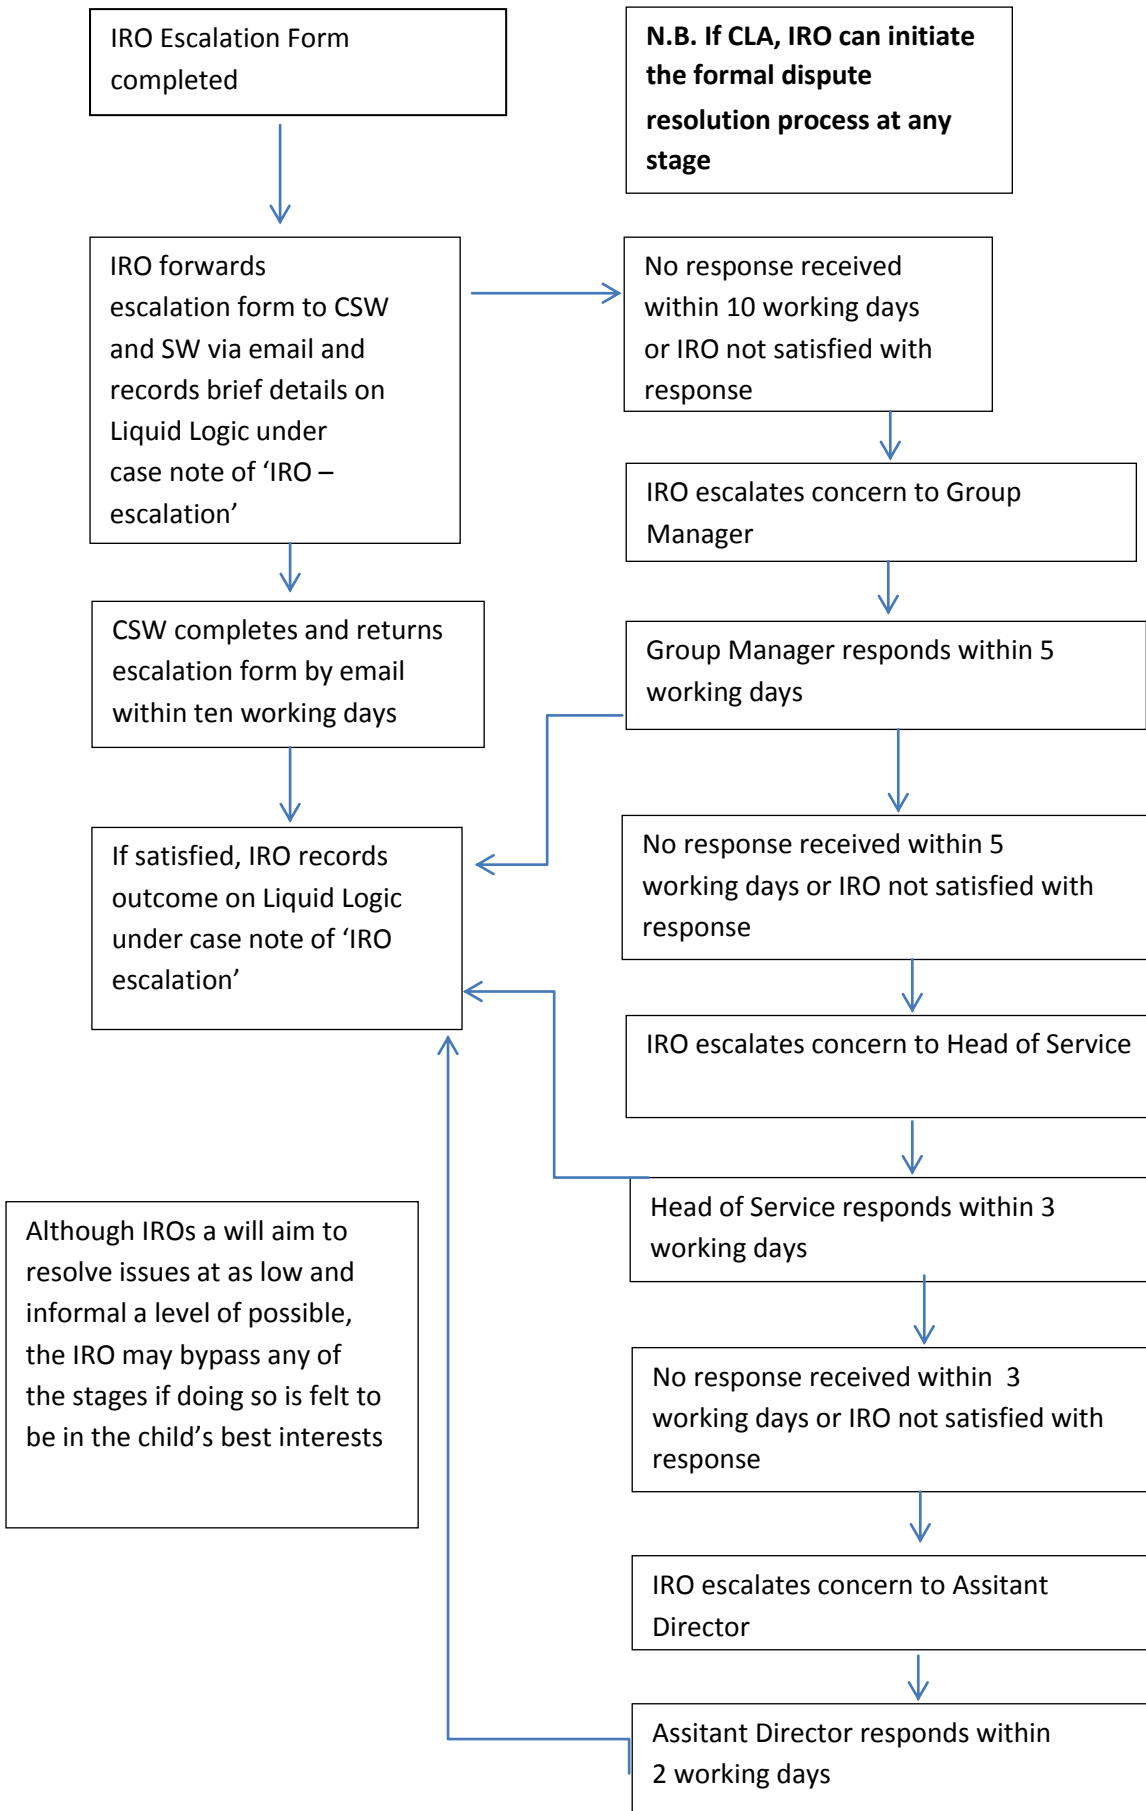 IRO Escalation Form
completed
N.B. If CLA, IRO can initiate
the formal dispute
resolution process at any
stage
IRO forwards
escalation form to CSW
and SW via email and
records brief details on
Liquid Logic under
case note of ‘IRO –
escalation’
No response received
within 10 working days
or IRO not satisfied with
response
IRO escalates concern to Group
Manager
CSW completes and returns
escalation form by email
within ten working days
Group Manager responds within 5
working days
If satisfied, IRO records
outcome on Liquid Logic
under case note of ‘IRO
escalation’
No response received within 5
working days or IRO not satisfied with
response
IRO escalates concern to Head of Service
Head of Service responds within 3
working days
Although IROs a will aim to
resolve issues at as low and
informal a level of possible,
the IRO may bypass any of
the stages if doing so is felt to
be in the child’s best interests
No response received within  3
working days or IRO not satisfied with
response
IRO escalates concern to Assitant
Director
Assitant Director responds within
2 working days